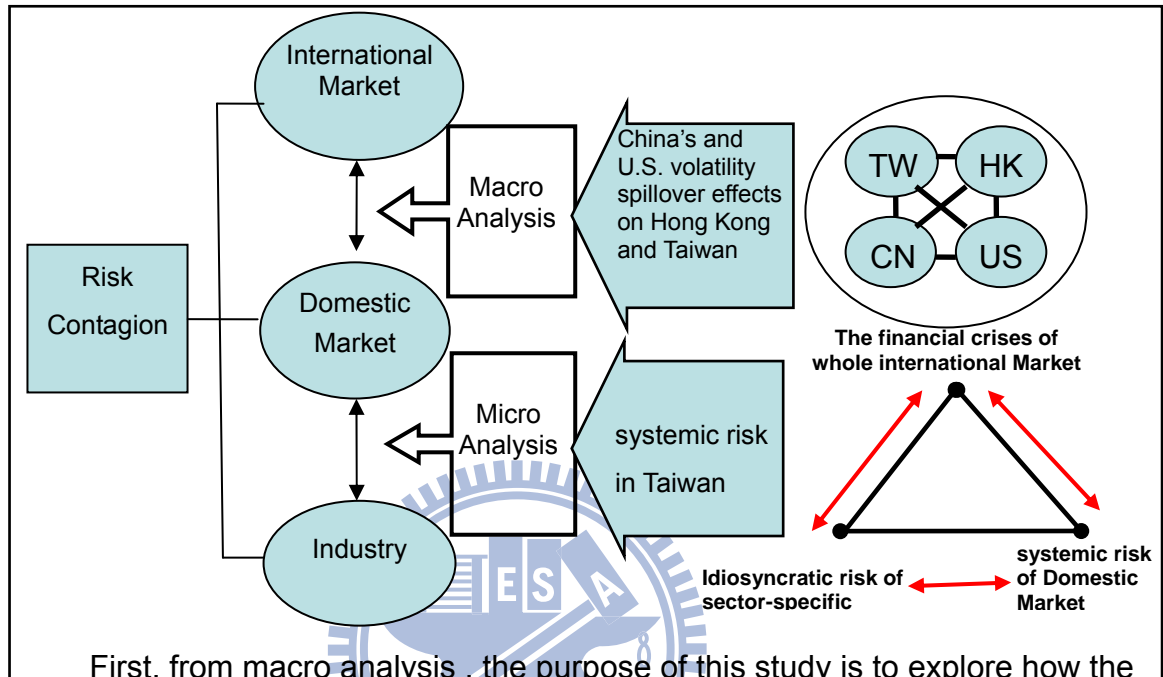 International
Market
Macro
Analysis
China's and
U.S. volatility
spillover effects
on Hong Kong
and Taiwan
TW
HK
CN
US
Risk
Contagion
Domestic
Market
The financial crises of
whole international Market
Micro
Analysis
systemic risk
in Taiwan
Industry
Idiosyncratic risk of
sector-specific
systemic risk
of Domestic
Market
E S A
First, from macro analysis , the purpose of this study is to explore how the